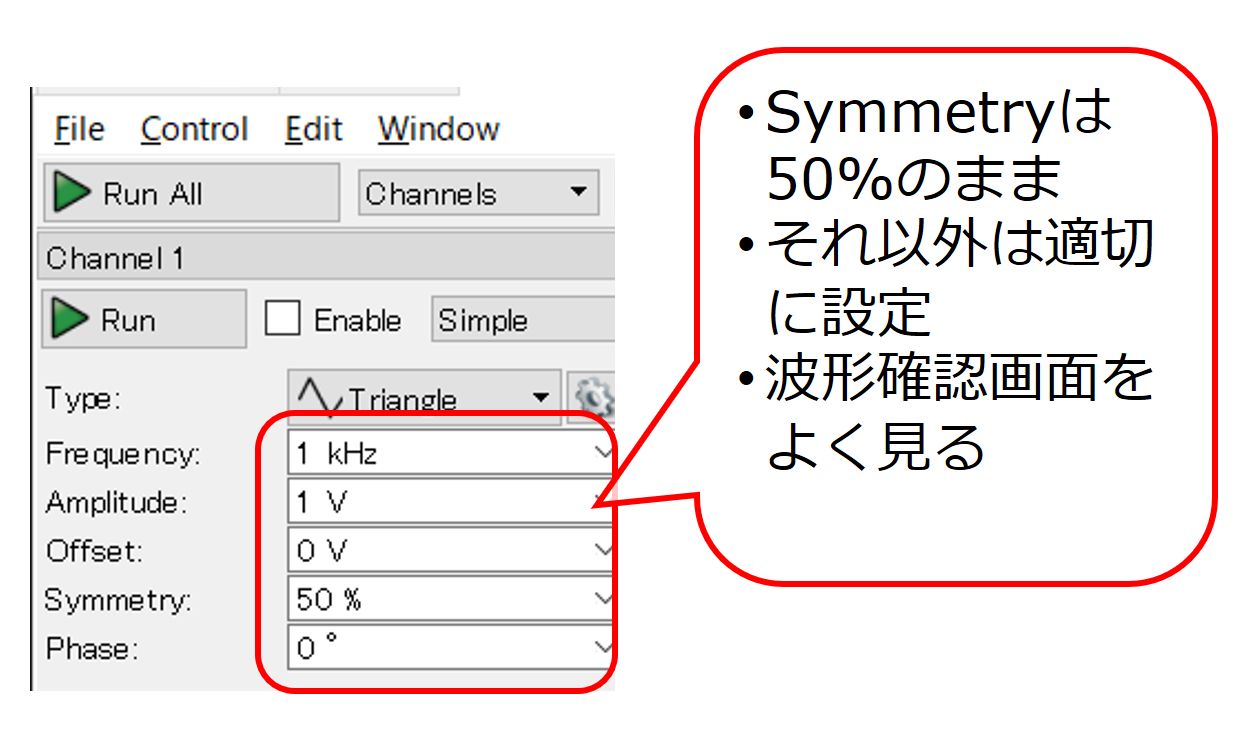 File Control Edit Window
Run All Channels
Channel 1
Run Enable Simple
Type: Triangle
Frequency: 1 kHz
Amplitude: 1 V
Offset: 0 V
Symmetry: 50 %
Phase: 0 °
•Symmetryは
50%のまま
•それ以外は適切
に設定
•波形確認画面を
よく見る